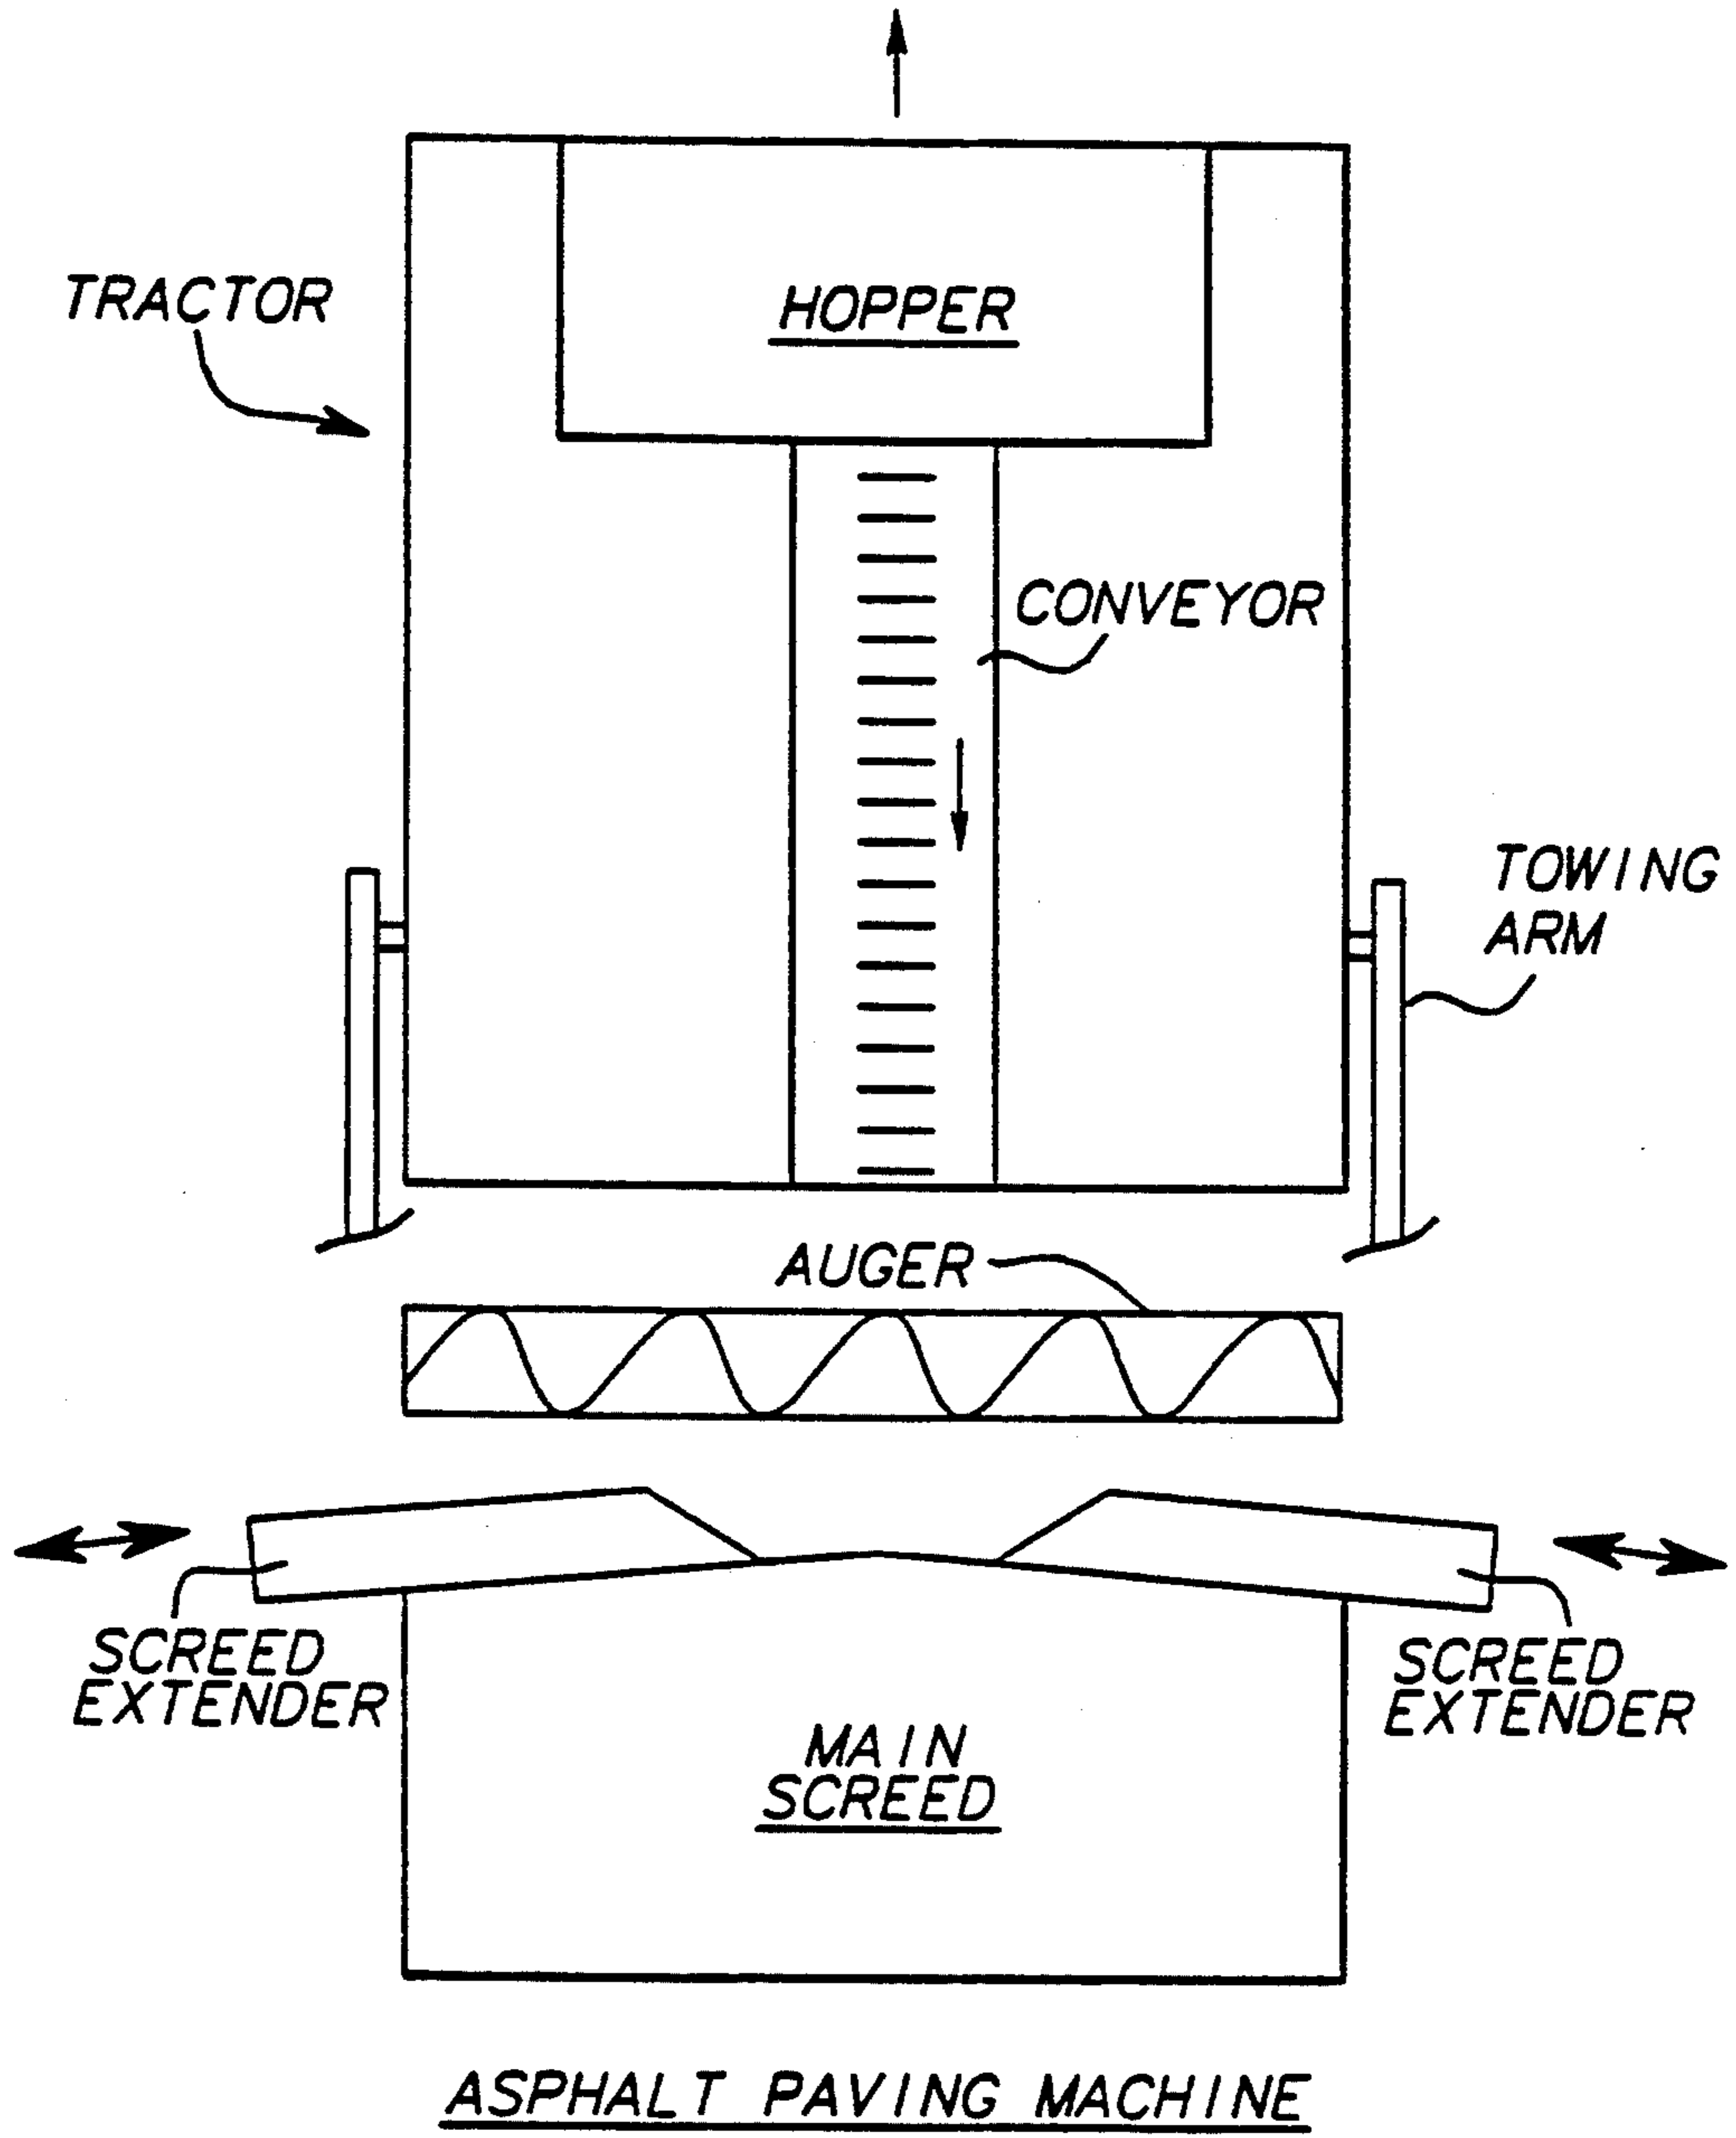 TRACTOR
HOPPER
CONVEYOR
TOWING
ARM
AUGER
SCREED
EXTENDER
SCREED
EXTENDER
MAIN
SCREED
ASPHALT PAVING MACHINE